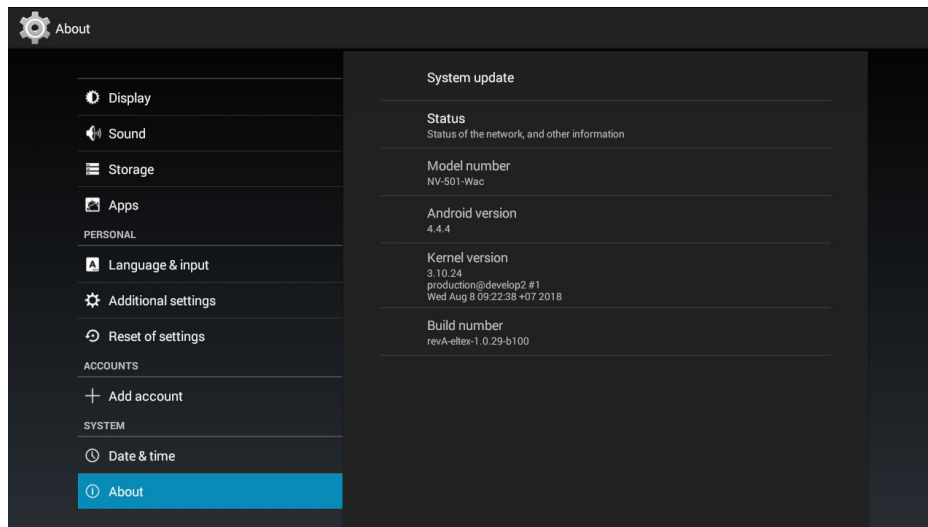 About
Display
Sound
Storage
Apps
PERSONAL
Language & input
Additional settings
Reset of settings
ACCOUNTS
Add account
SYSTEM
Date & time
About
System update
Status
Status of the network, and other information
Model number
NV-501-Wac
Android version
4.4.4
Kernel version
3.10.24
production@develop2 #1
Wed Aug 8 09:22:38 +07 2018
Build number
revA-eltex-1.0.29-b100